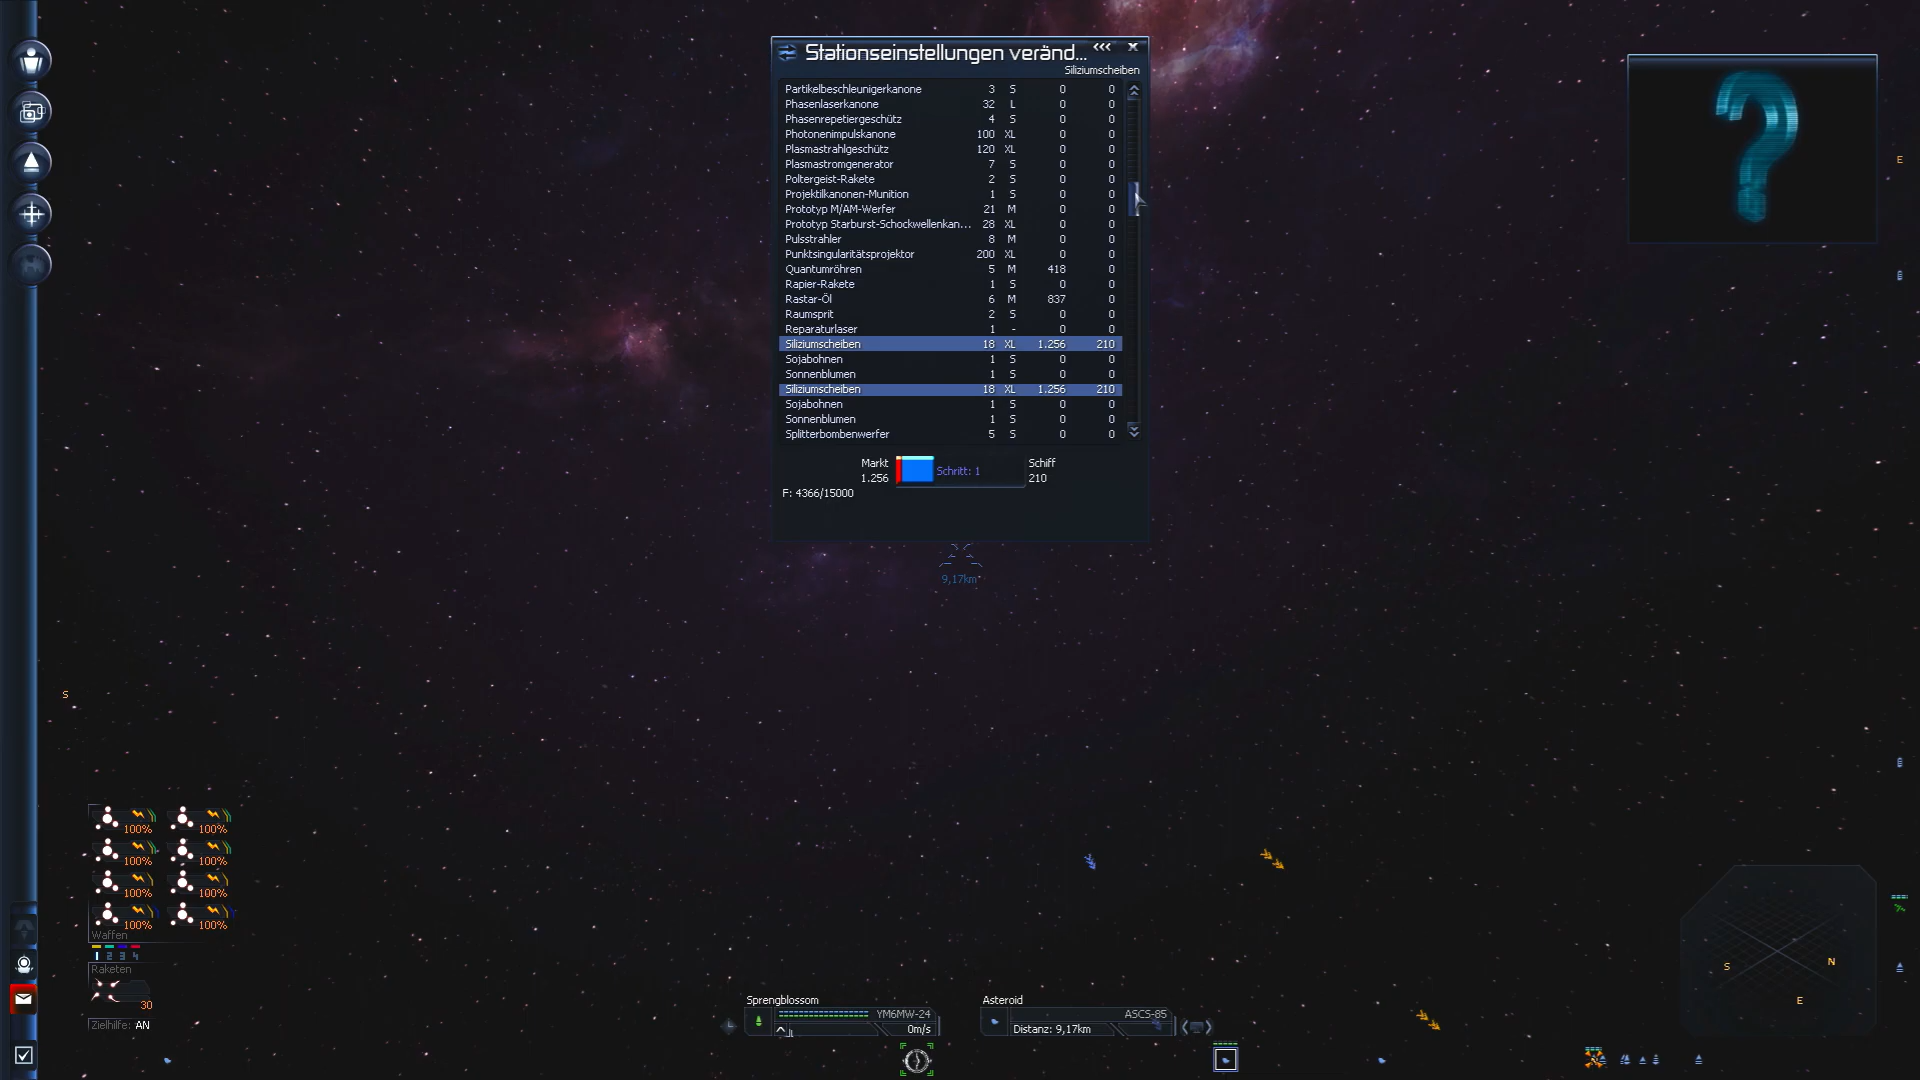 Stationseinstellungen veränd...
Siliziumscheiben
Partikelbeschleunigerkanone 3 S 0 0
Phasenlaserkanone 32 L 0 0
Phasenrepetiergeschütz 4 S 0 0
Photonenimpulskanone 100 XL 0 0
Plasmastrahlgeschütz 120 XL 0 0
Plasmastromgenerator 7 S 0 0
Poltergeist-Rakete 2 S 0 0
Projektilkanonen-Munition 1 S 0 0
Prototyp M/AM-Werfer 21 M 0 0
Prototyp Starburst-Schockwellenkan... 28 XL 0 0
Pulsstrahler 8 M 0 0
Punktsingularitätsprojektor 200 XL 0 0
Quantumröhren 5 M 418 0
Rapier-Rakete 1 S 0 0
Rastar-Öl 6 M 837 0
Raumsprit 2 S 0 0
Reparaturlaser 1 - 0 0
Siliziumscheiben 18 XL 1.256 210
Sojabohnen 1 S 0 0
Sonnenblumen 1 S 0 0
Siliziumscheiben 18 XL 1.256 210
Sojabohnen 1 S 0 0
Sonnenblumen 1 S 0 0
Splitterbombenwerfer 5 S 0 0
Markt Schiff
1.256 Schritt: 1 210
F: 4366/15000
9,17km
E
S
100% 100%
100% 100%
100% 100%
100% 100%
Waffen
1 2 3 4
Raketen
30
Zielhilfe: AN
Sprengblossom
YM6MW-24
0m/s
Asteroid
ASCS-85
Distanz: 9,17km
S N
E